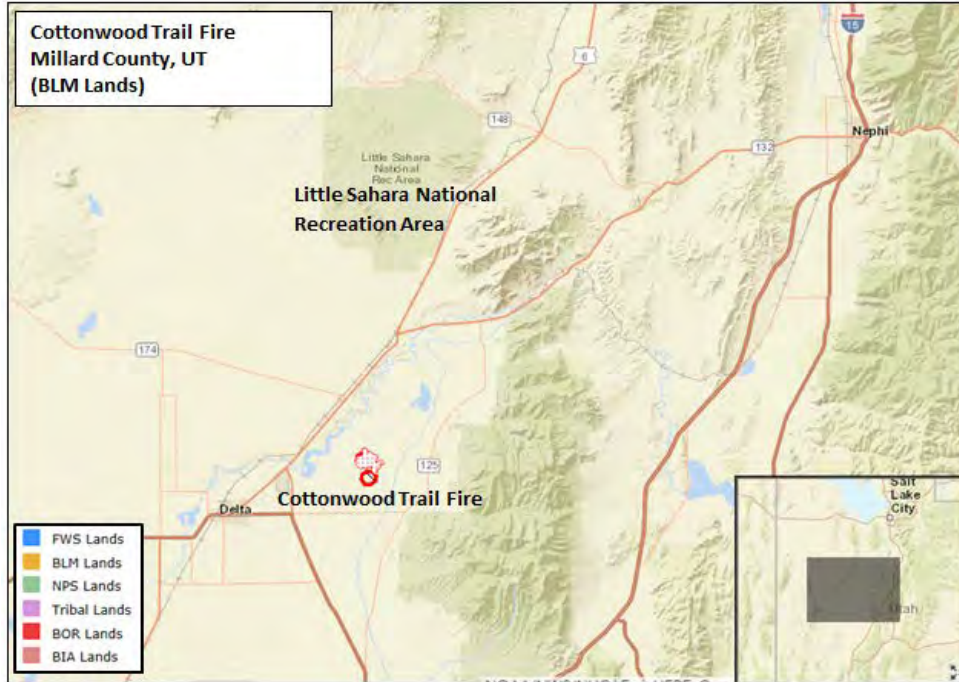 Cottonwood Trail Fire
Millard County, UT
(BLM Lands)
15
6
148
Nephi
132
Little Sahara
National
Rec Area
Little Sahara National
Recreation Area
174
125
Cottonwood Trail Fire
Delta
Salt
Lake
City
Utah
FWS Lands
BLM Lands
NPS Lands
Tribal Lands
BOR Lands
BIA Lands